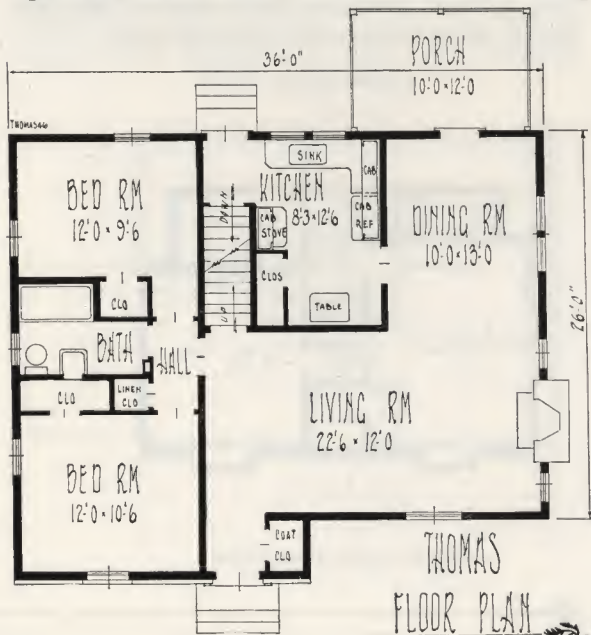 PORCH
10'·0 × 12'·0
36'·0"
THOMAS46
BED RM
12'·0 × 9'·6
SINK
CAB
KITCHEN
8'·3 × 12'·6
CAB
REF
DINING RM
10'·0 × 13'·0
DOWN
CAB
STOVE
CLOS
TABLE
UP
CLO
BATH
HALL
26'·0"
CLO
LINEN
CLO
LIVING RM
22'·6 × 12'·0
BED RM
12'·0 × 10'·6
COAT
CLO
THOMAS
FLOOR PLAN